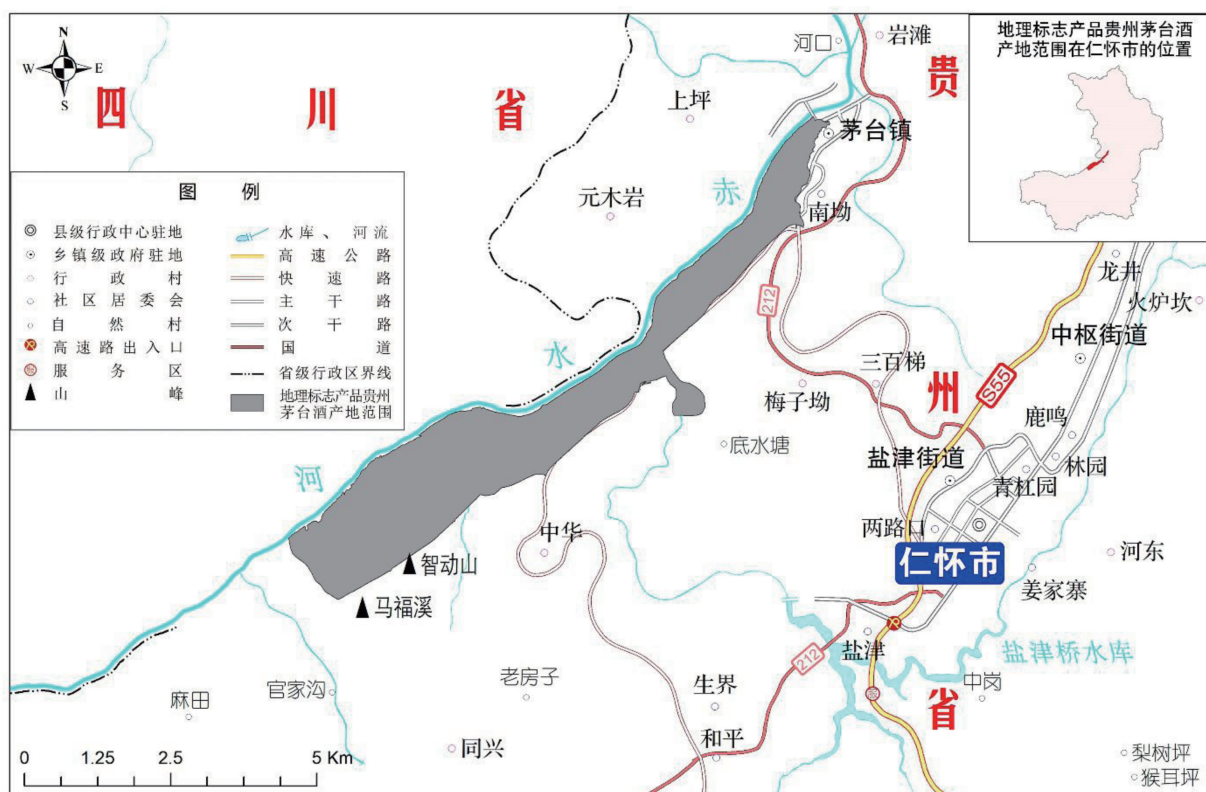 N
W
E
S
四川省
地理标志产品贵州茅台酒
产地范围在仁怀市的位置
图 例
县级行政中心驻地
乡镇级政府驻地
行政村
社区居委会
自然村
高速路出入口
服务区
山峰
水库、河流
高速公路
快速路
主干路
次干路
国道
省级行政区界线
地理标志产品贵州
茅台酒产地范围
河口
岩滩
贵
上坪
茅台镇
赤
元木岩
南坳
龙井
212
火炉坎
水
中枢街道
三百梯
S55
州
梅子坳
鹿鸣
底水塘
盐津街道
林园
河
青杠园
两路口
中华
仁怀市
河东
智动山
姜家寨
马福溪
盐津
盐津桥水库
212
老房子
官家沟
生界
中岗
麻田
省
同兴
和平
梨树坪
猴耳坪
0 1.25 2.5 5 Km